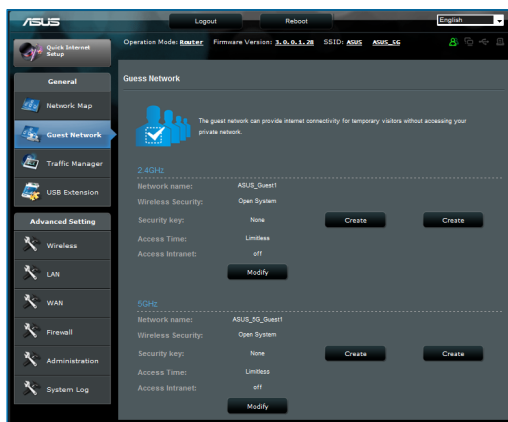 ASUS
Logout
Reboot
English
Quick Internet Setup
Operation Mode: Router Firmware Version: 3.0.0.1.28 SSID: ASUS ASUS_5G
General
Network Map
Guest Network
Traffic Manager
USB Extension
Advanced Setting
Wireless
LAN
WAN
Firewall
Administration
System Log
Guess Network
The guest network can provide internet connectivity for temporary visitors without accessing your
private network.
2.4GHz
Network name: ASUS_Guest1
Wireless Security: Open System
Security key: None Create Create
Access Time: Limitless
Access Intranet: off
Modify
5GHz
Network name: ASUS_5G_Guest1
Wireless Security: Open System
Security key: None Create Create
Access Time: Limitless
Access Intranet: off
Modify